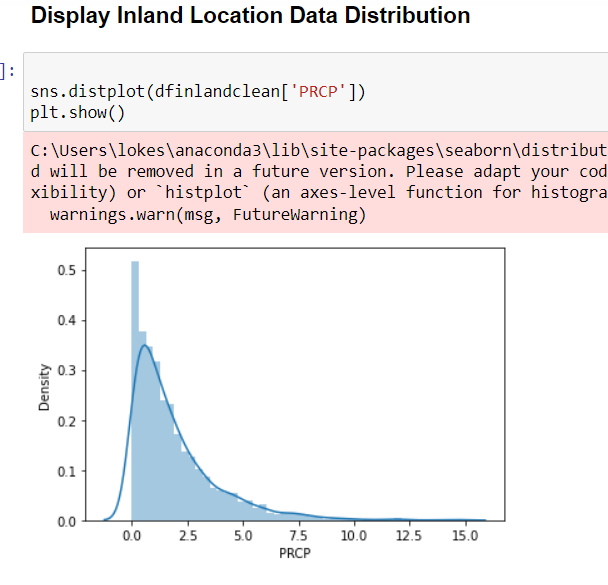 Display Inland Location Data Distribution
]:
sns.distplot(dfinlandclean['PRCP'])
plt.show()
C:\Users\lokes\anaconda3\lib\site-packages\seaborn\distribut
d will be removed in a future version. Please adapt your cod
xibility) or `histplot` (an axes-level function for histogra
warnings.warn(msg, FutureWarning)
0.5
0.4
0.3
0.2
0.1
0.0
Density
0.0 2.5 5.0 7.5 10.0 12.5 15.0
PRCP